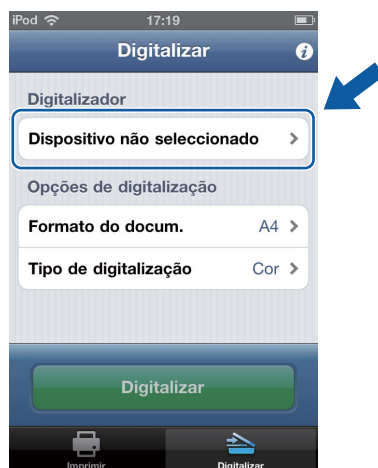 iPod 17:19
Digitalizar i
Digitalizador
Dispositivo não seleccionado
Opções de digitalização
Formato do docum. A4
Tipo de digitalização Cor
Digitalizar
Imprimir Digitalizar